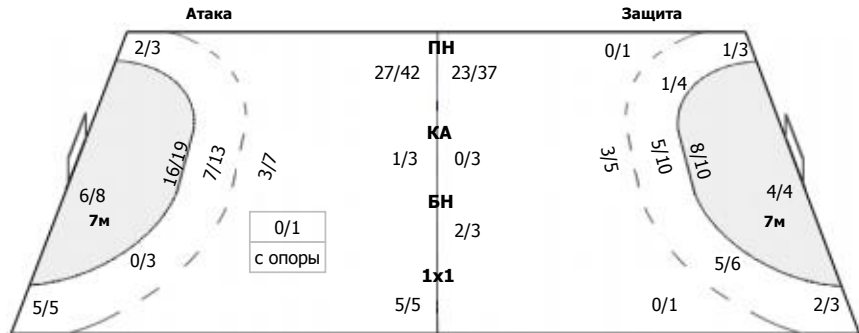 Атака
Защита
2/3
ПН
0/1
1/3
27/42
23/37
1/4
КА
16/19
7/13
3/7
1/3
0/3
3/5
5/10
8/10
6/8
7м
БН
4/4
7м
0/1
2/3
с опоры
0/3
5/6
1x1
5/5
5/5
0/1
2/3